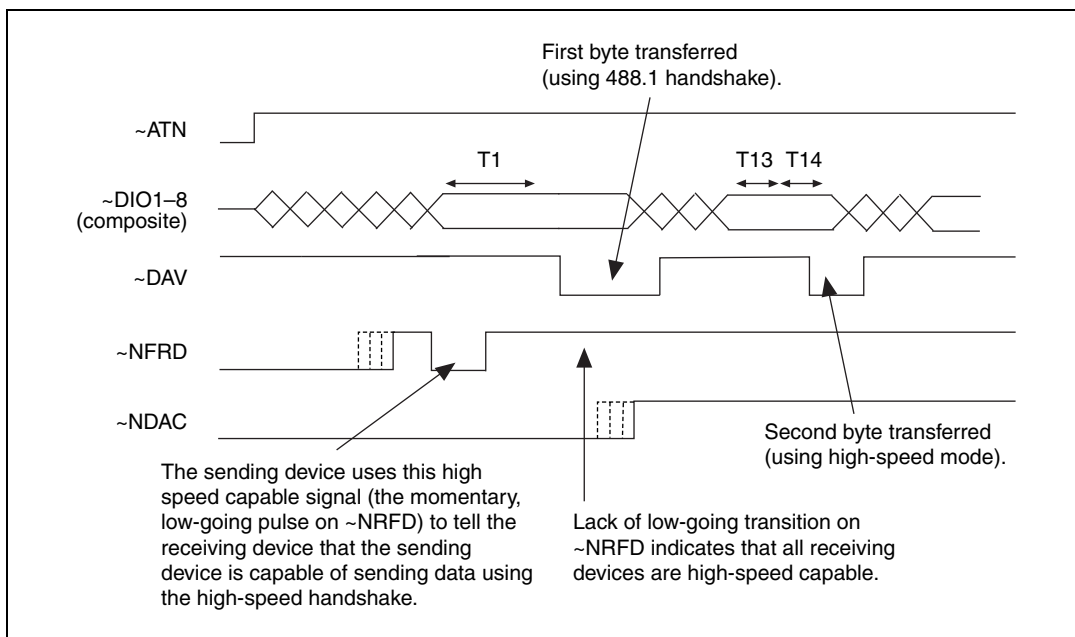 First byte transferred
(using 488.1 handshake).
~ATN
T1
T13
T14
~DIO1–8
(composite)
~DAV
~NFRD
~NDAC
Second byte transferred
(using high-speed mode).
The sending device uses this high
speed capable signal (the momentary,
low-going pulse on ~NRFD) to tell the
receiving device that the sending
device is capable of sending data using
the high-speed handshake.
Lack of low-going transition on
~NRFD indicates that all receiving
devices are high-speed capable.